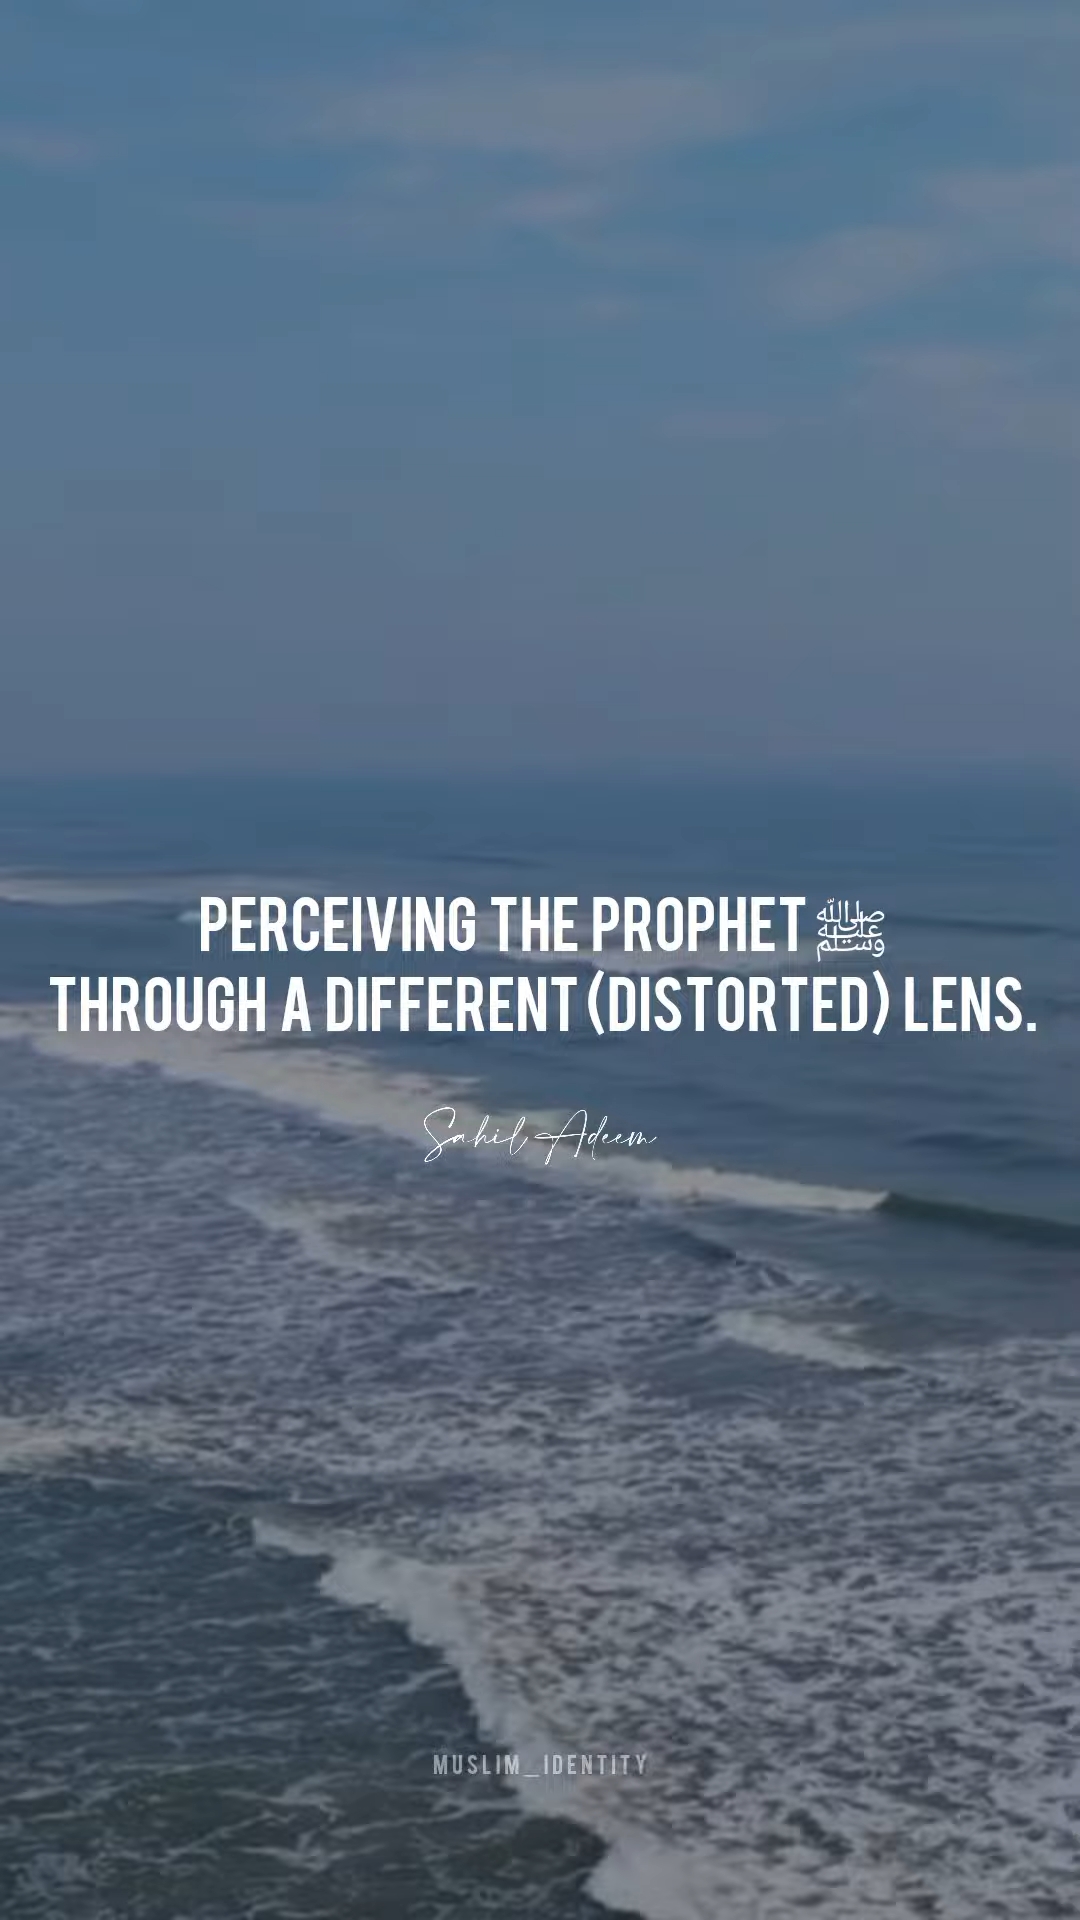 PERCEIVING THE PROPHET ﷺ
THROUGH A DIFFERENT (DISTORTED) LENS.
Sahil Adeem
MUSLIM_IDENTITY